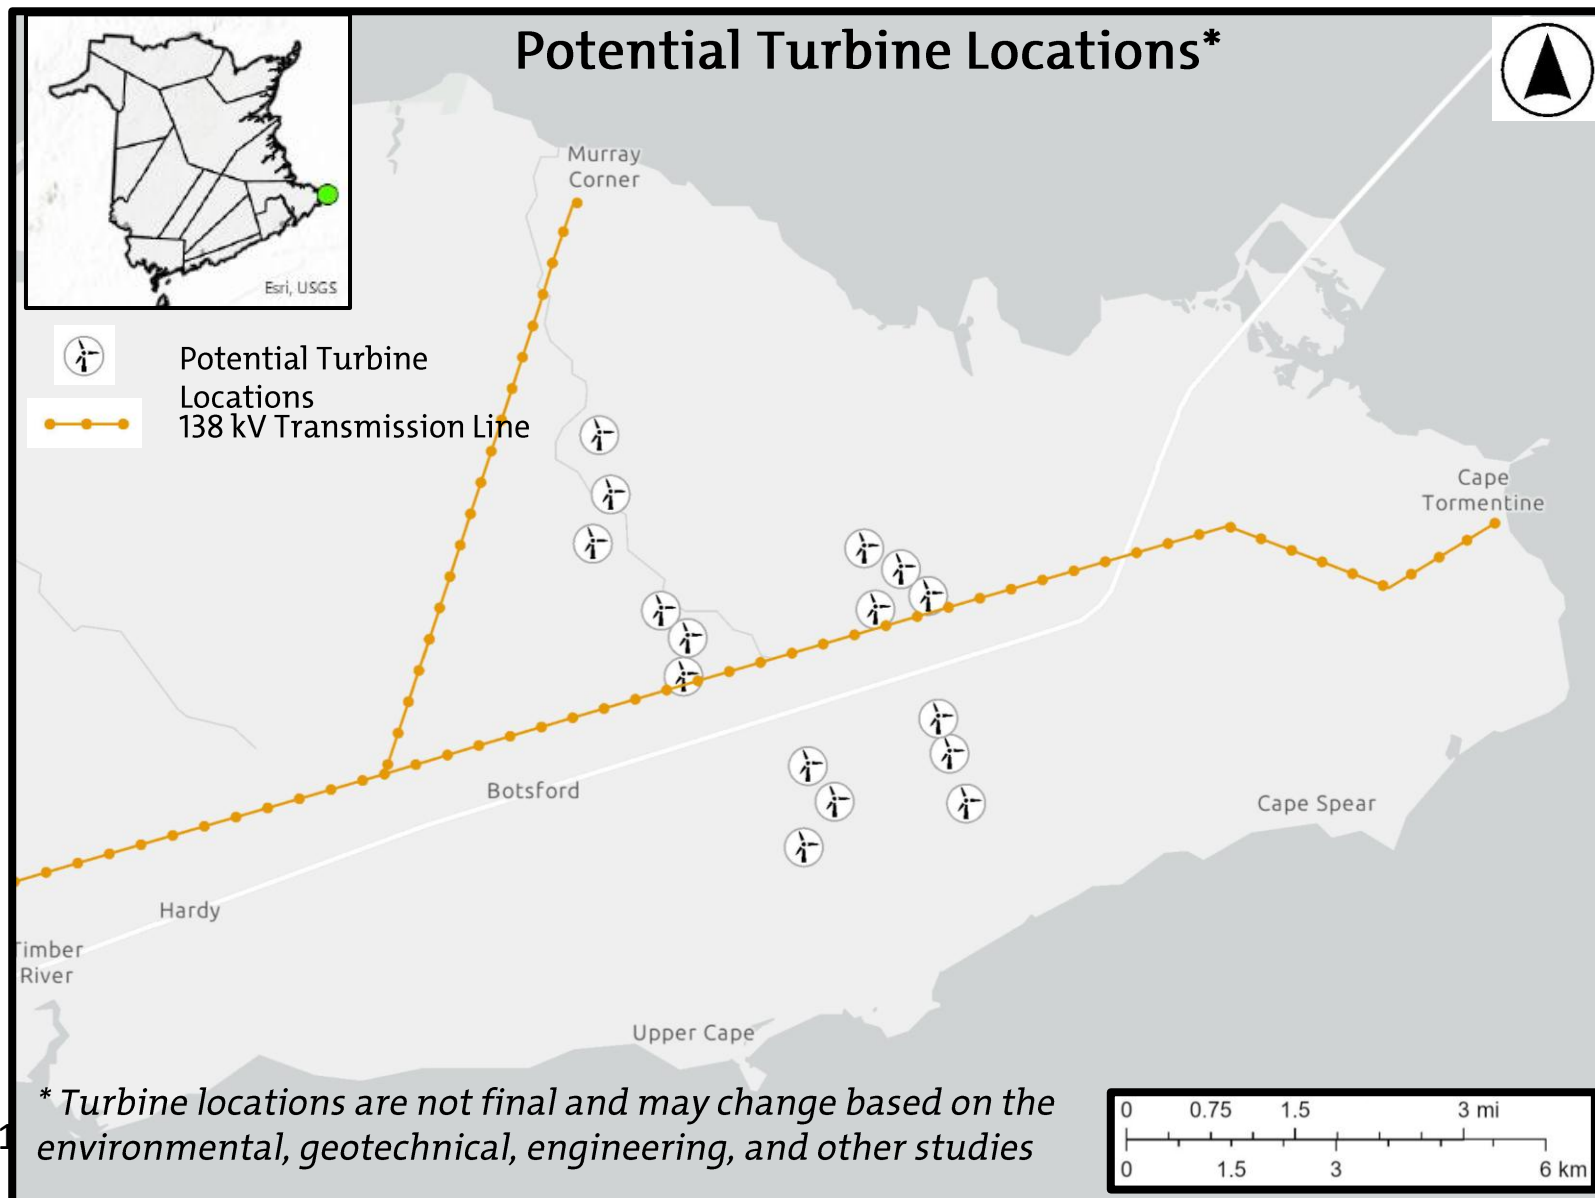 Potential Turbine Locations*
Esri, USGS
Potential Turbine
Locations
138 kV Transmission Line
Murray
Corner
Cape
Tormentine
Botsford
Cape Spear
Hardy
Timber
River
Upper Cape
* Turbine locations are not final and may change based on the
environmental, geotechnical, engineering, and other studies
1
0 0.75 1.5 3 mi
0 1.5 3 6 km